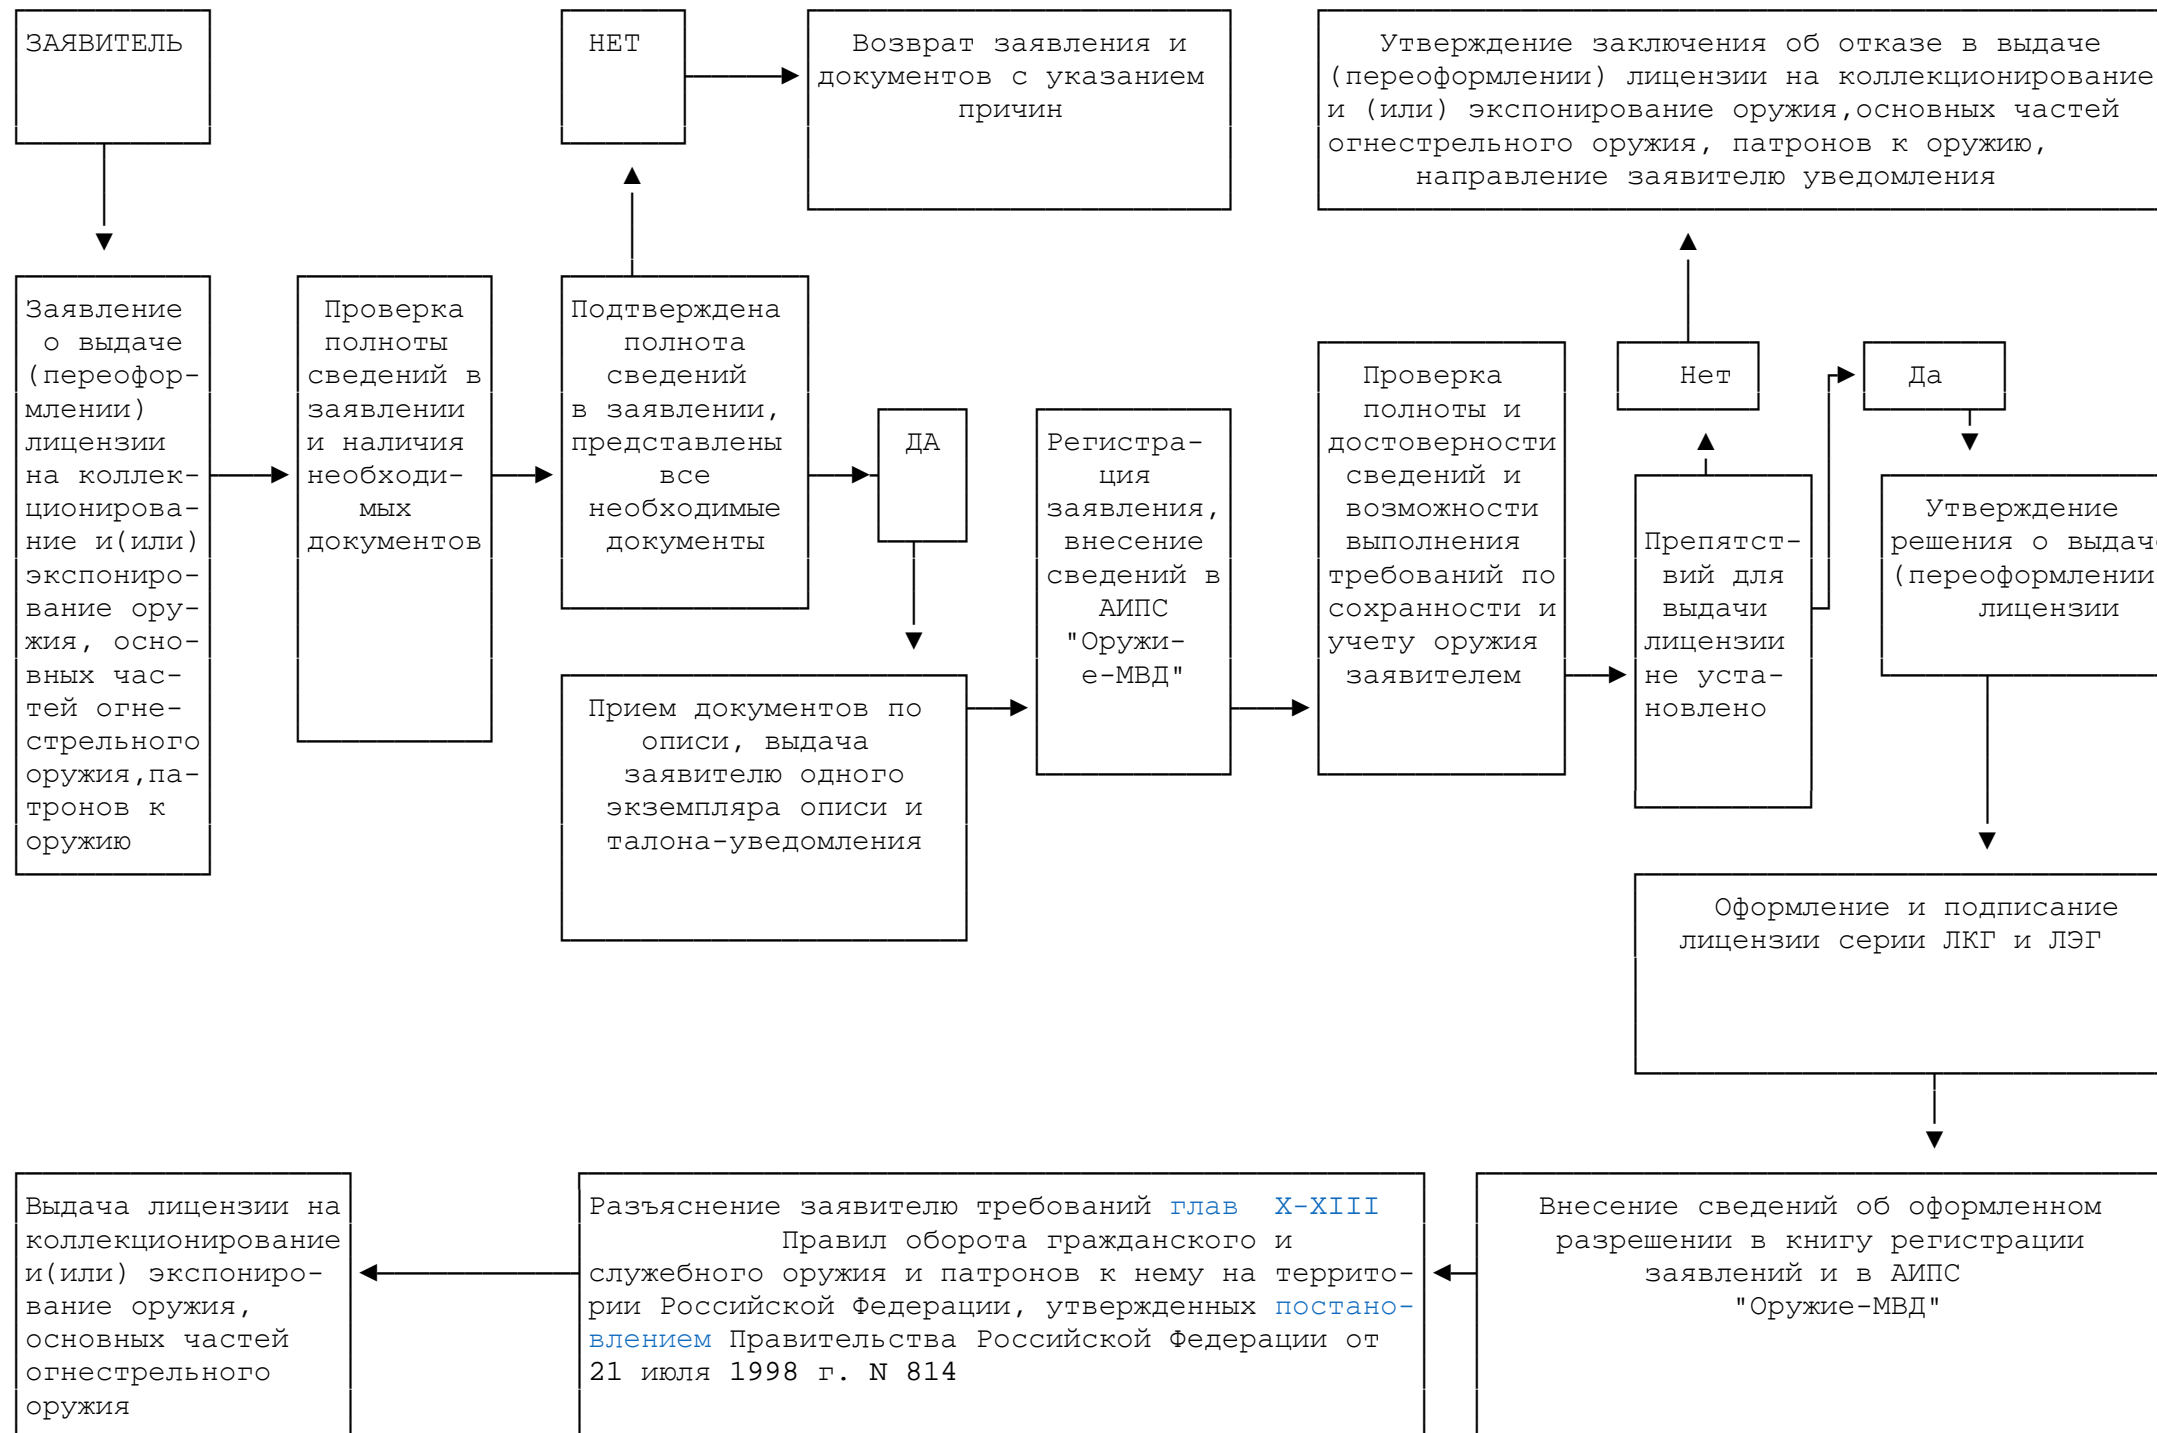 ЗАЯВИТЕЛЬ
НЕТ
Возврат заявления и
документов с указанием
причин
Утверждение заключения об отказе в выдаче
(переоформлении) лицензии на коллекционирование
и (или) экспонирование оружия,основных частей
огнестрельного оружия, патронов к оружию,
направление заявителю уведомления
Заявление
о выдаче
(переофор-
млении)
лицензии
на коллек-
ционирова-
ние и(или)
экспониро-
вание ору-
жия, осно-
вных час-
тей огне-
стрельного
оружия,па-
тронов к
оружию
Проверка
полноты
сведений в
заявлении
и наличия
необходи-
мых
документов
Подтверждена
полнота
сведений
в заявлении,
представлены
все
необходимые
документы
ДА
Прием документов по
описи, выдача
заявителю одного
экземпляра описи и
талона-уведомления
Регистра-
ция
заявления,
внесение
сведений в
АИПС
"Оружи-
е-МВД"
Проверка
полноты и
достоверности
сведений и
возможности
выполнения
требований по
сохранности и
учету оружия
заявителем
Препятст-
вий для
выдачи
лицензии
не уста-
новлено
Нет
Да
Утверждение
решения о выдач
(переоформлении
лицензии
Оформление и подписание
лицензии серии ЛКГ и ЛЭГ
Внесение сведений об оформленном
разрешении в книгу регистрации
заявлений и в АИПС
"Оружие-МВД"
Разъяснение заявителю требований глав X-XIII
Правил оборота гражданского и
служебного оружия и патронов к нему на террито-
рии Российской Федерации, утвержденных постано-
влением Правительства Российской Федерации от
21 июля 1998 г. N 814
Выдача лицензии на
коллекционирование
и(или) экспониро-
вание оружия,
основных частей
огнестрельного
оружия